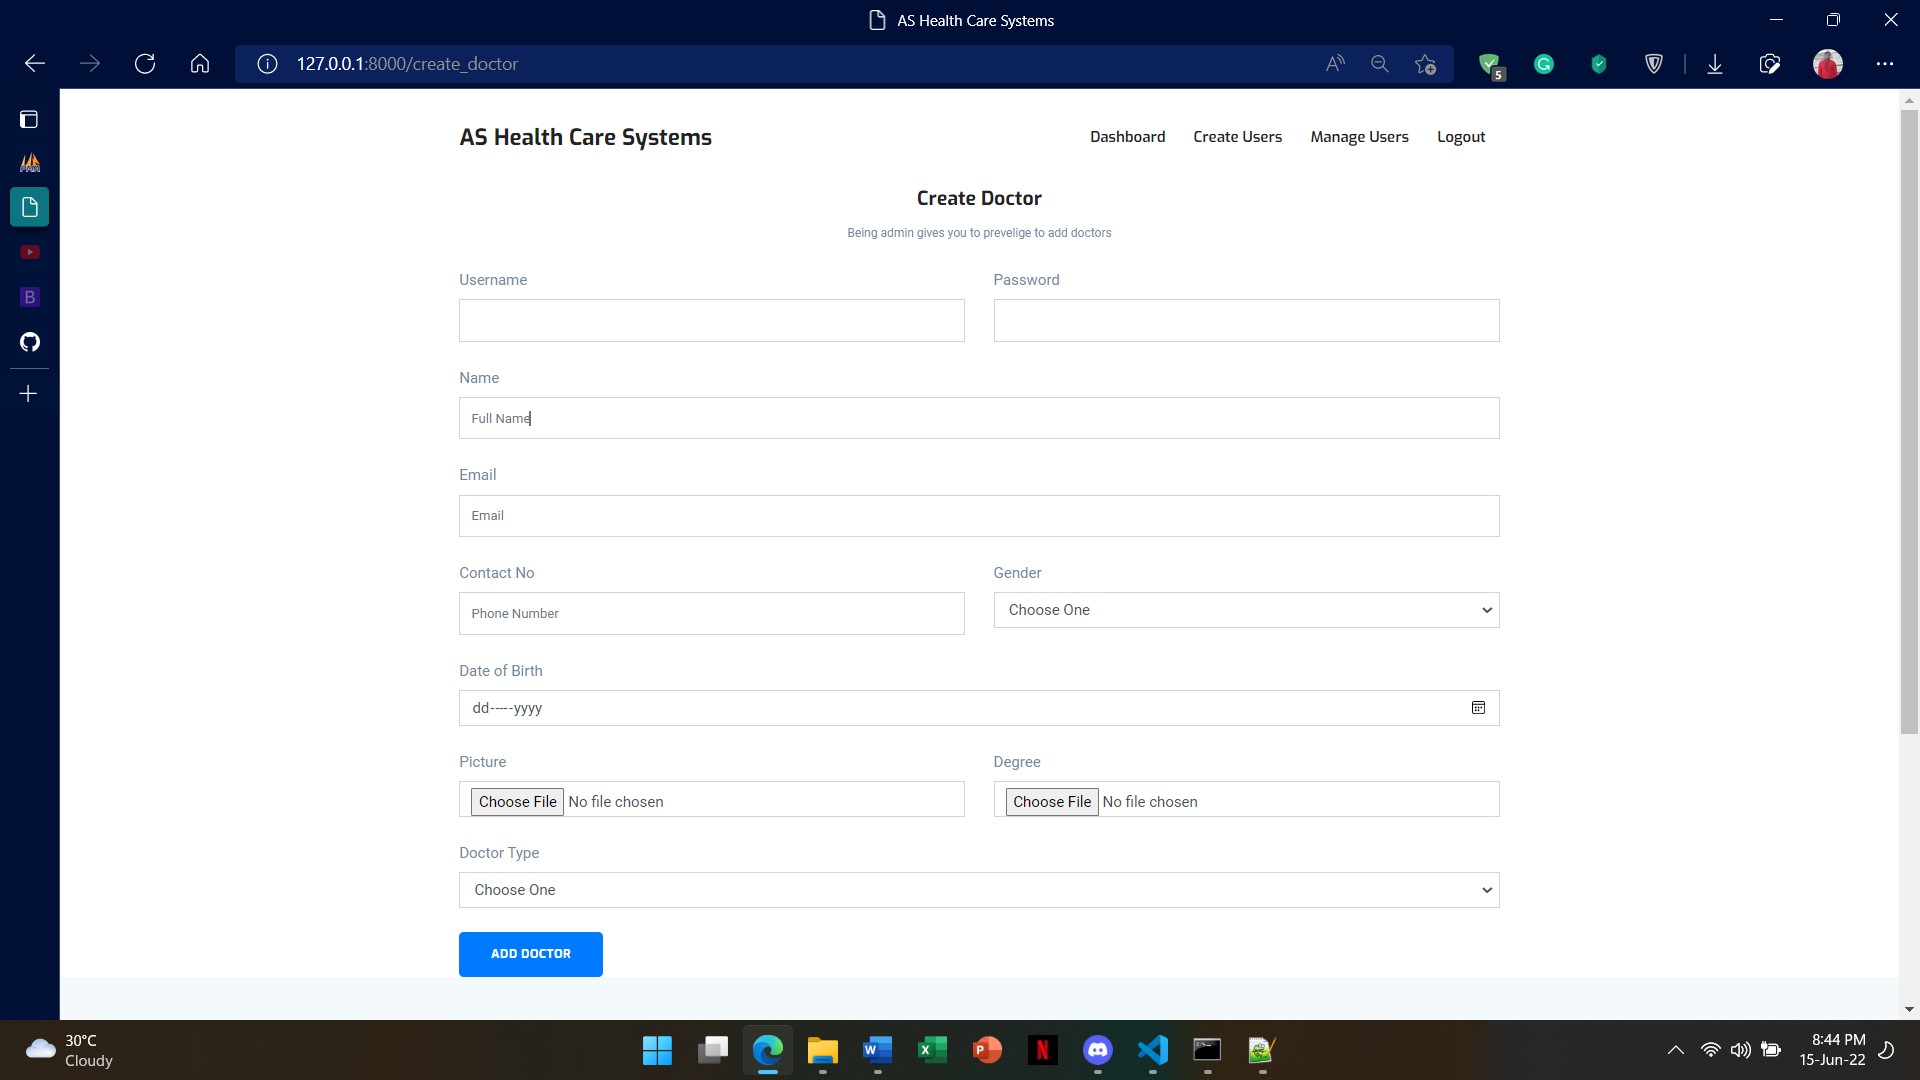 AS Health Care Systems
127.0.0.1:8000/create_doctor
5
AS Health Care Systems
Dashboard Create Users Manage Users Logout
Create Doctor
Being admin gives you to prevelige to add doctors
Username Password
Name
Full Name
Email
Email
Contact No Gender
Phone Number Choose One
Date of Birth
dd-----yyyy
Picture Degree
Choose File No file chosen Choose File No file chosen
Doctor Type
Choose One
ADD DOCTOR
30°C
Cloudy
8:44 PM
15-Jun-22